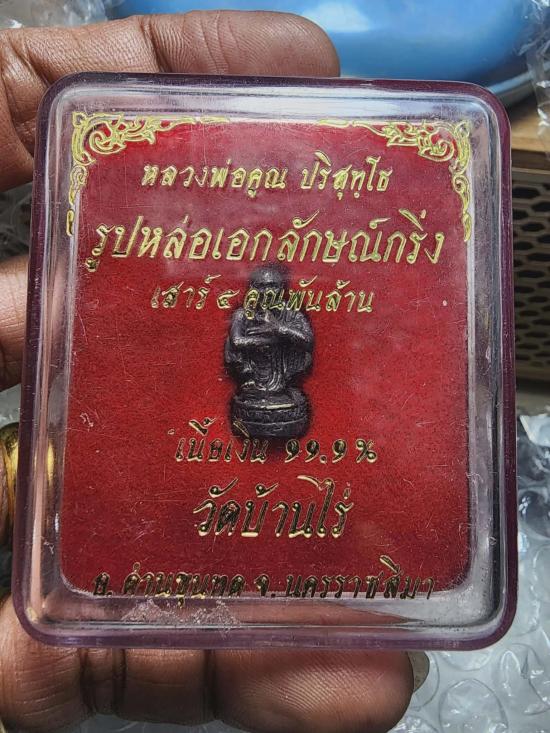 หลวงพ่อคูณ ปริสุทฺโธ
รูปหล่อเอกลักษณ์กริ่ง
เสาร์ ๕ คูณพันล้าน
เนื้อเงิน 99.9%
วัดบ้านไร่
อ. ด่านขุนทด จ. นครราชสีมา